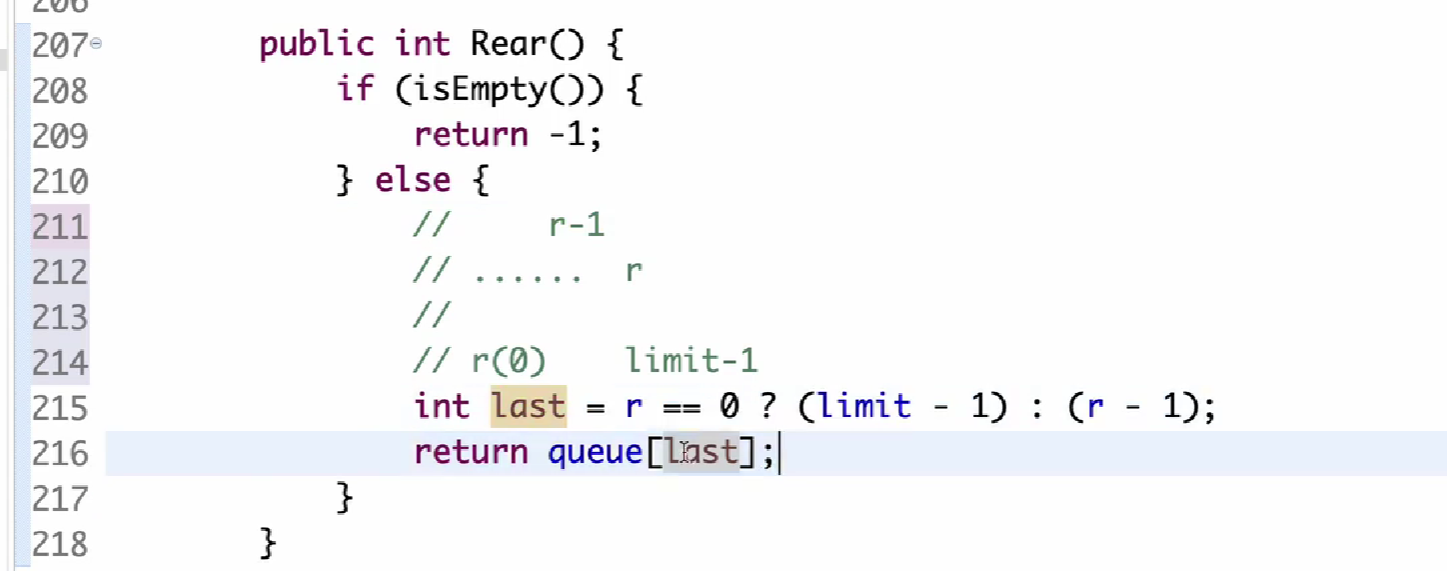 206
207 public int Rear() {
208 if (isEmpty()) {
209 return -1;
210 } else {
211 // r-1
212 // ...... r
213 //
214 // r(0) limit-1
215 int last = r == 0 ? (limit - 1) : (r - 1);
216 return queue[last];
217 }
218 }